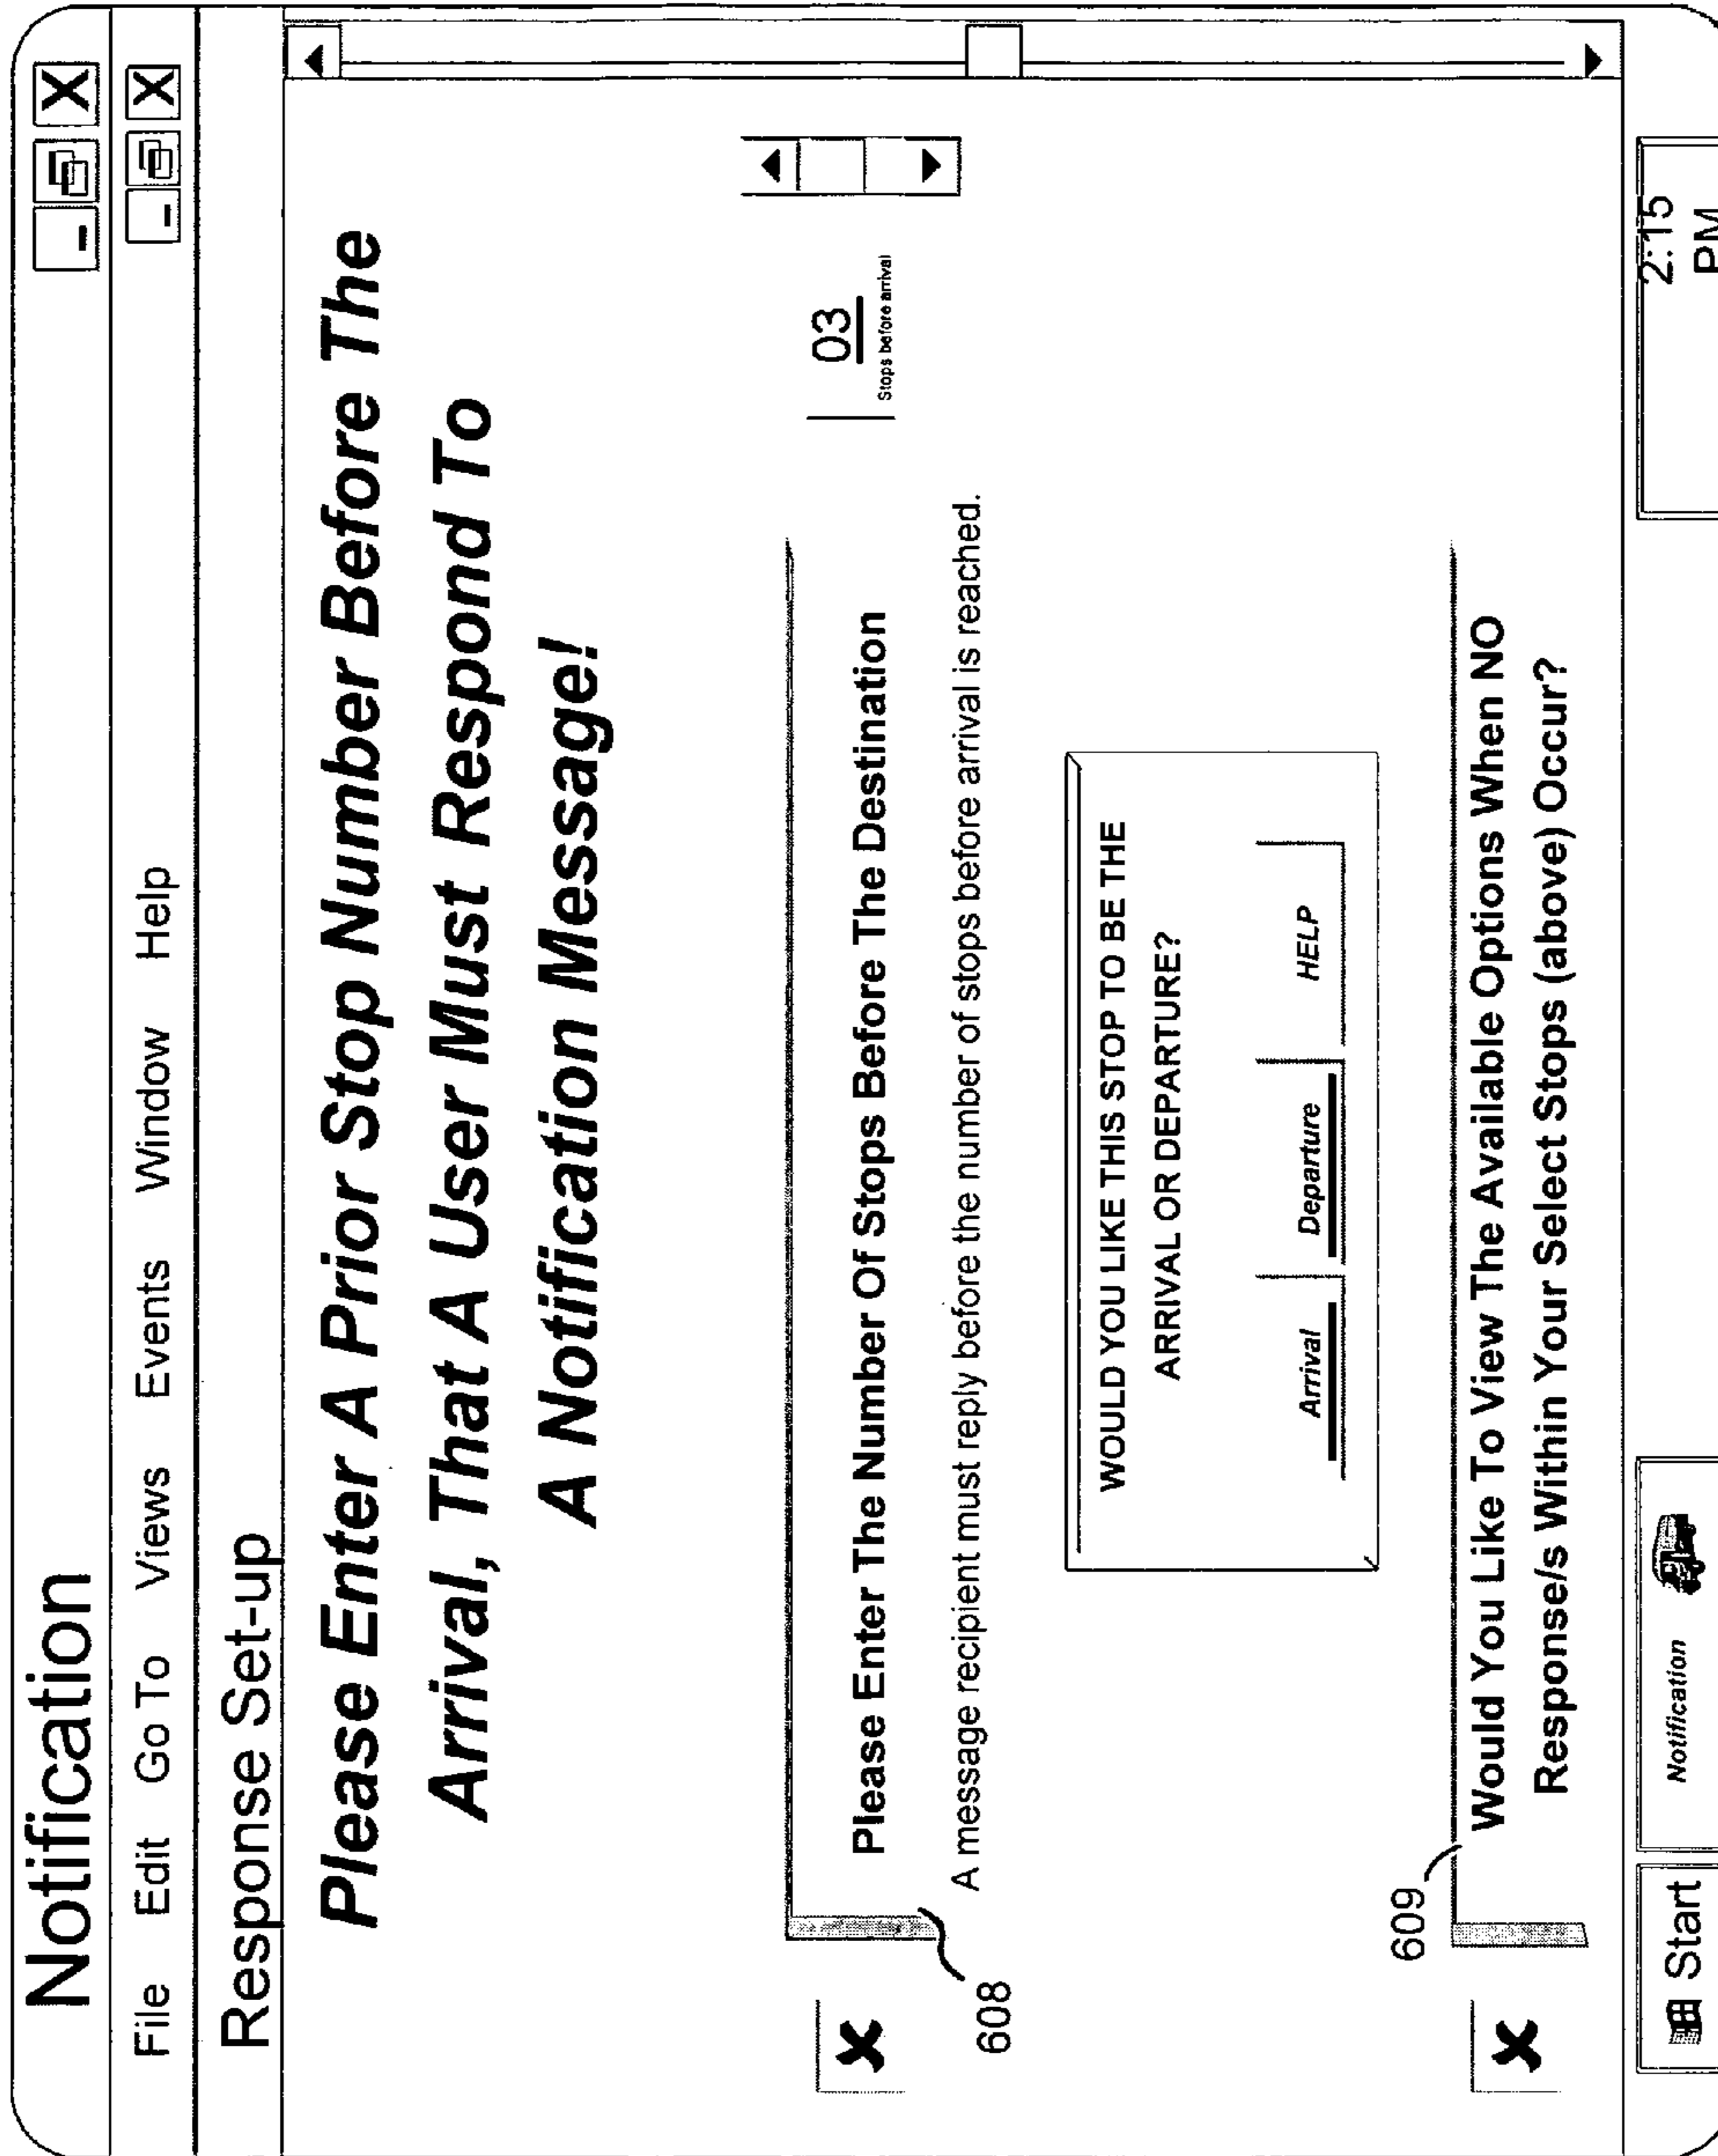 Notification
File Edit Go To Views Events Window Help
Response Set-up
Please Enter A Prior Stop Number Before The
Arrival, That A User Must Respond To
A Notification Message!
Please Enter The Number Of Stops Before The Destination
03
Stops before arrival
608
A message recipient must reply before the number of stops before arrival is reached.
WOULD YOU LIKE THIS STOP TO BE THE
ARRIVAL OR DEPARTURE?
Arrival Departure HELP
609
Would You Like To View The Available Options When NO
Response/s Within Your Select Stops (above) Occur?
Start Notification 2:15
PM